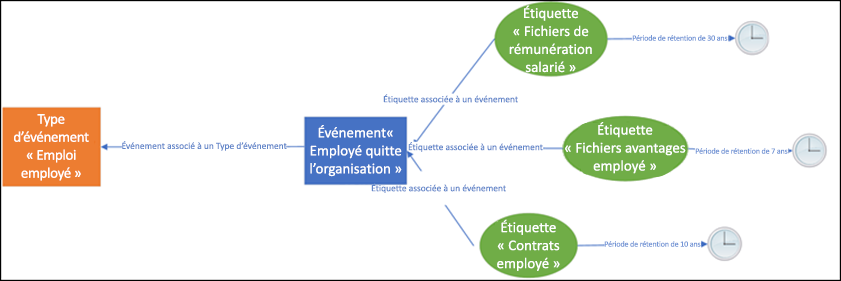 Type
d'événement
« Emploi
employé »
Événement associé à un Type d'événement
Événement«
Employé quitte
l'organisation »
Étiquette associée à un événement
Étiquette
« Fichiers de
rémunération
salarié »
Période de rétention de 30 ans
Étiquette associée à un événement
Étiquette
« Fichiers avantages
employé »
Période de rétention de 7 ans
Étiquette associée à un événement
Étiquette
« Contrats
employé »
Période de rétention de 10 ans